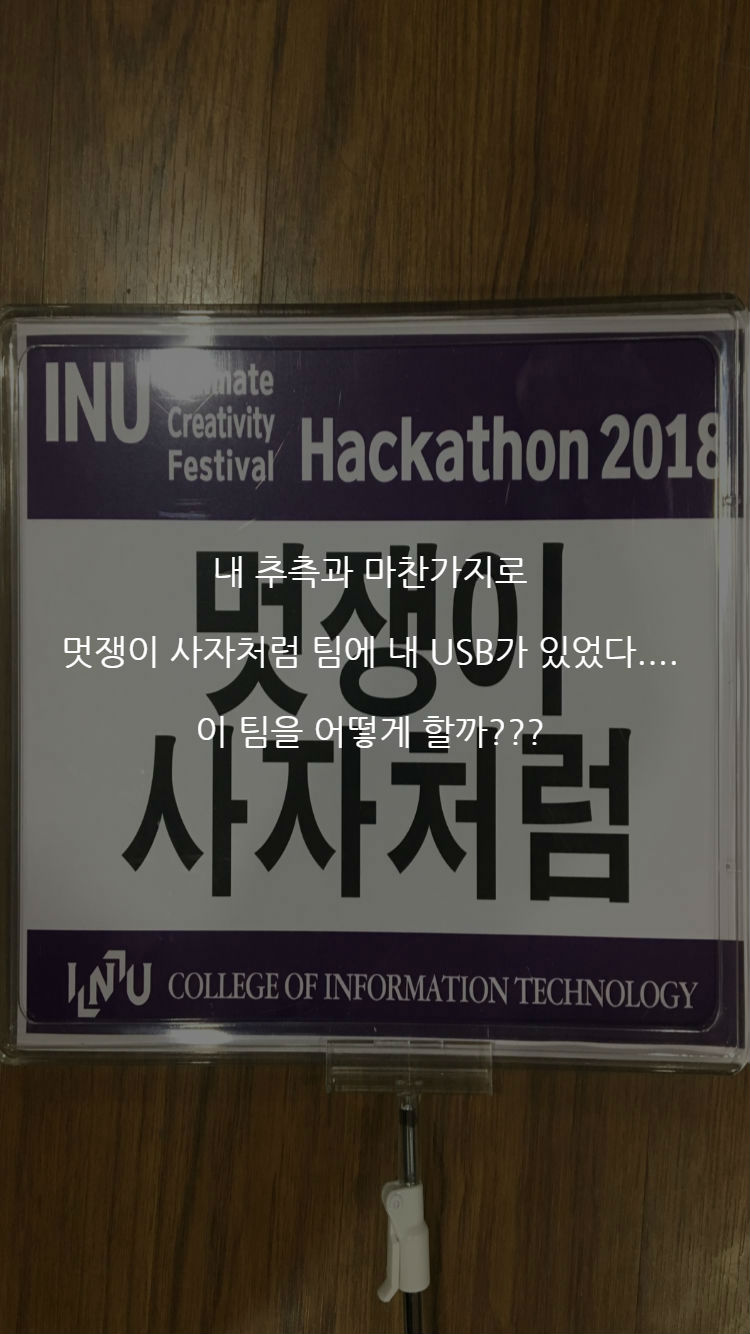 INU
Creativity
Festival
Hackathon 2018
내 추측과 마찬가지로
멋쟁이 사자처럼 팀에 내 USB가 있었다....
이 팀을 어떻게 할까???
멋쟁이
사자처럼
INU COLLEGE OF INFORMATION TECHNOLOGY